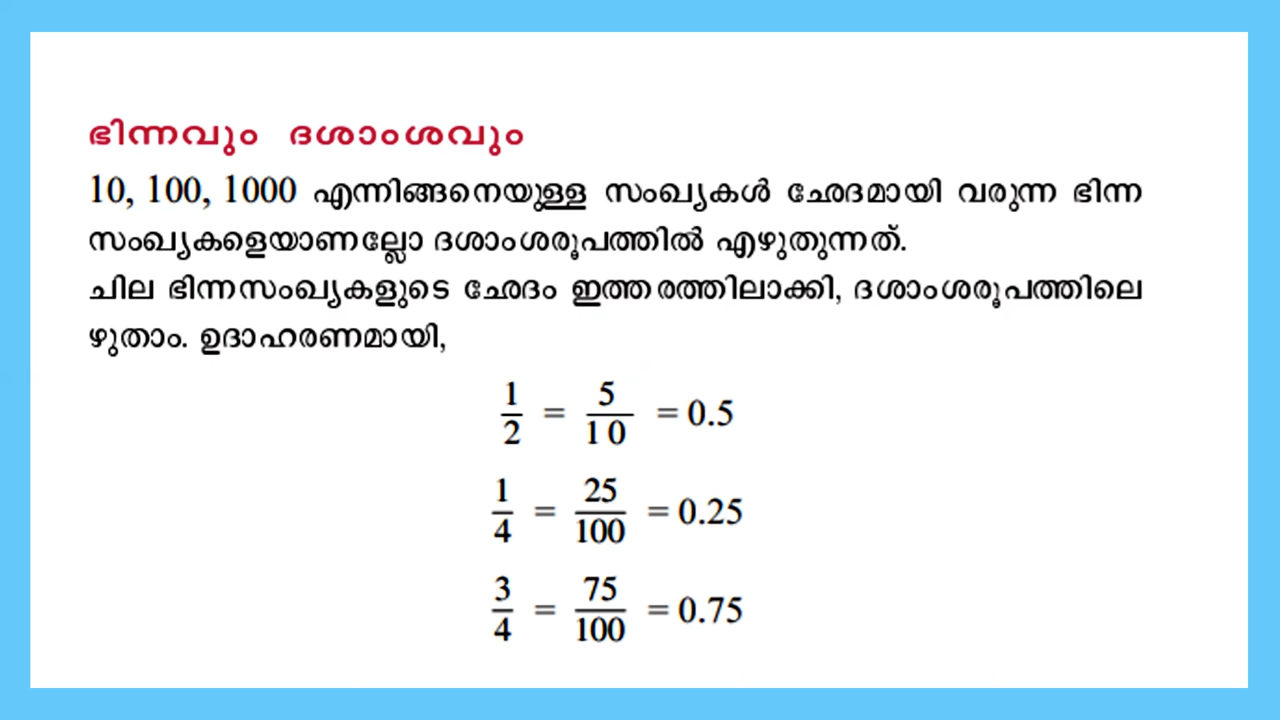 ഭിന്നവും ദശാംശവും
10, 100, 1000 എന്നിങ്ങനെയുള്ള സംഖ്യകൾ ഛേദമായി വരുന്ന ഭിന്ന
സംഖ്യകളെയാണല്ലോ ദശാംശരൂപത്തിൽ എഴുതുന്നത്.
ചില ഭിന്നസംഖ്യകളുടെ ഛേദം ഇത്തരത്തിലാക്കി, ദശാംശരൂപത്തിലെ
ഴുതാം. ഉദാഹരണമായി,
1/2 = 5/10 = 0.5
1/4 = 25/100 = 0.25
3/4 = 75/100 = 0.75